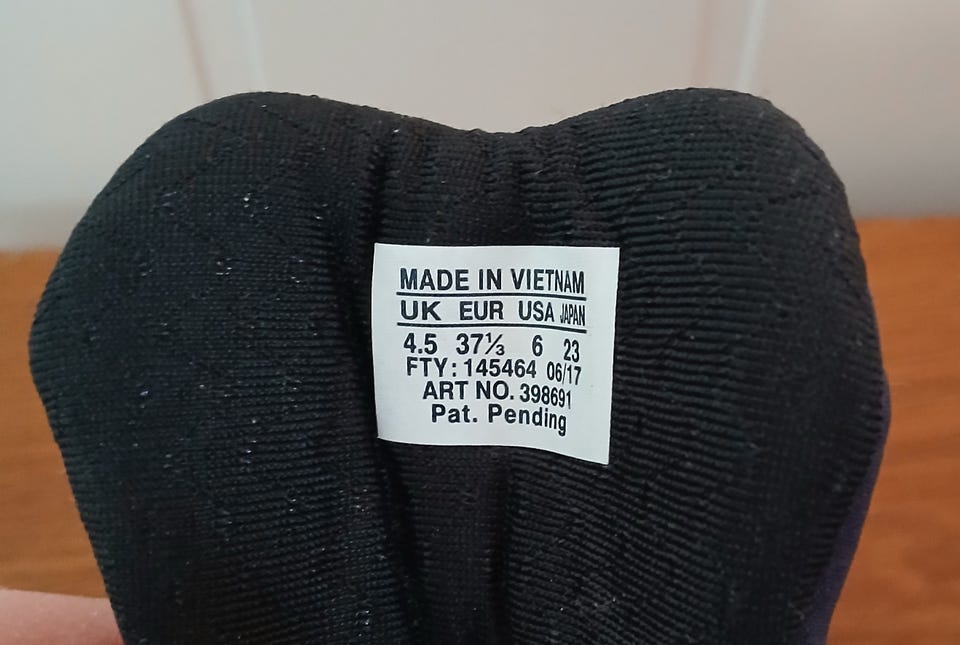 MADE IN VIETNAM
UK EUR USA JAPAN
4.5 37⅓ 6 23
FTY: 145464 06/17
ART NO. 398691
Pat. Pending